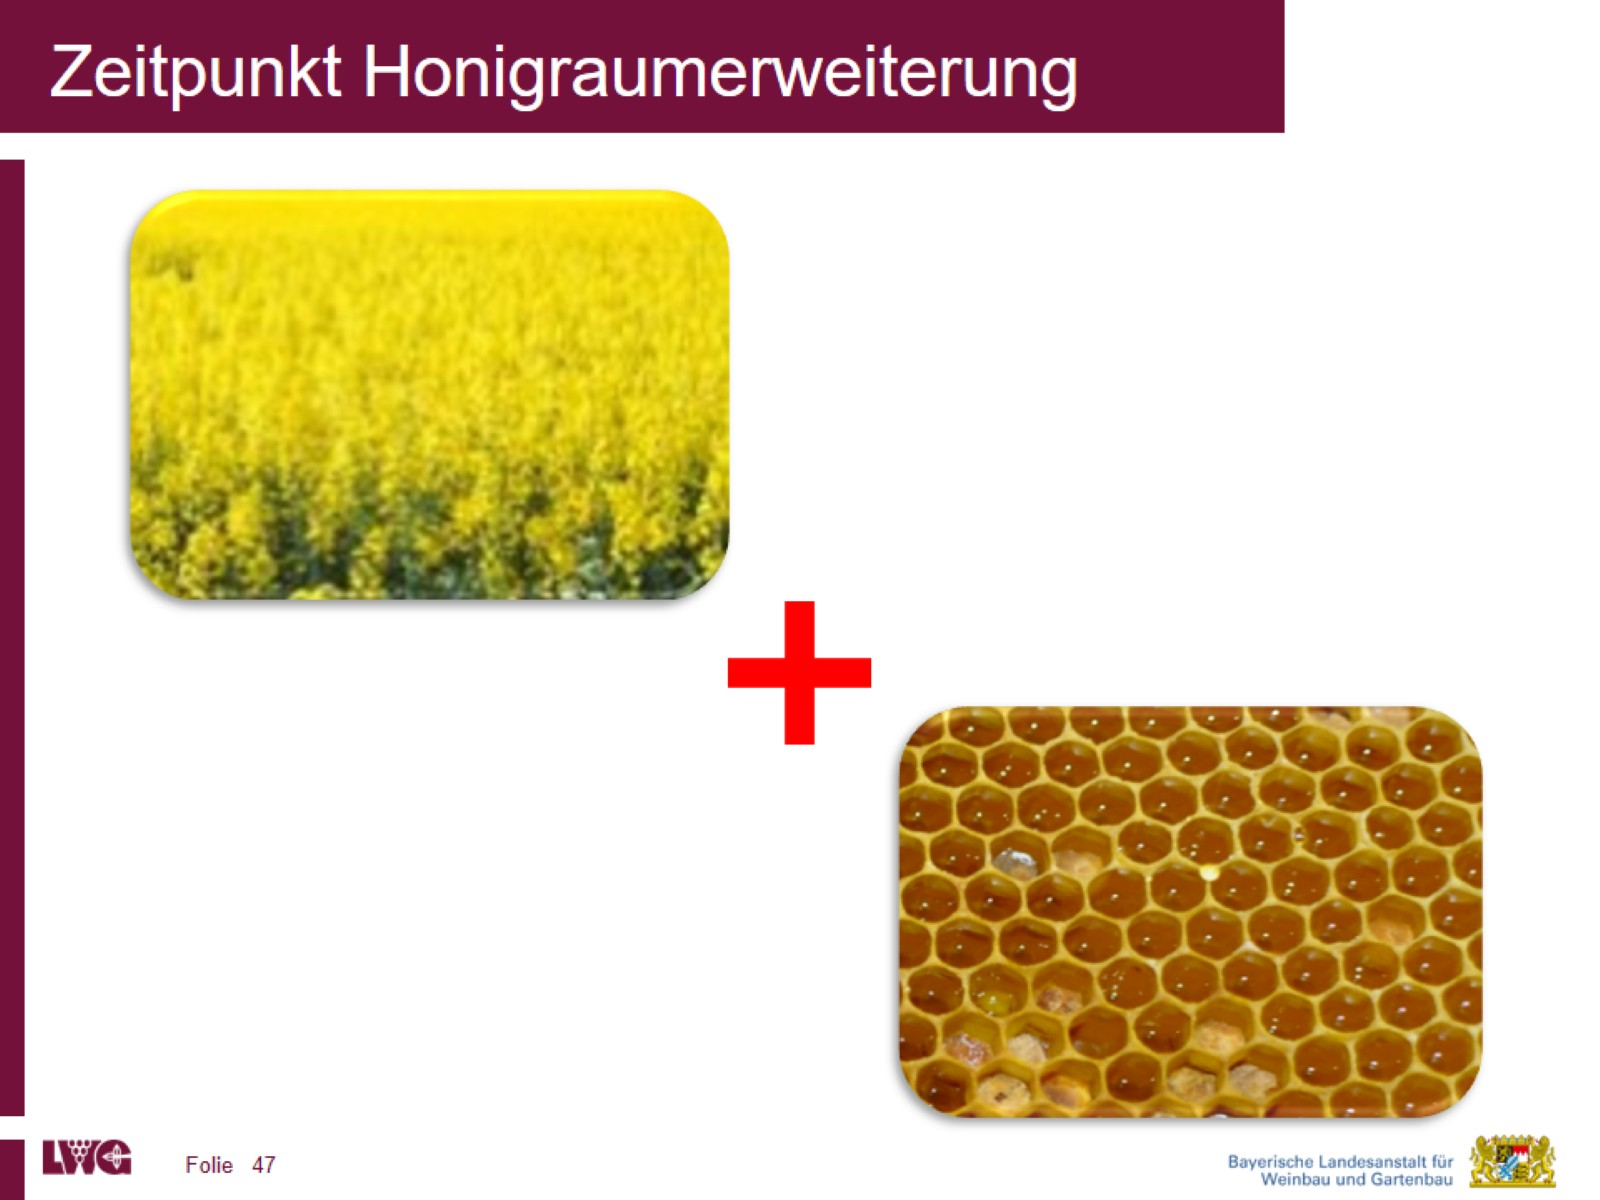 Zeitpunkt Honigraumerweiterung
LWG
Folie 47
Bayerische Landesanstalt für
Weinbau und Gartenbau